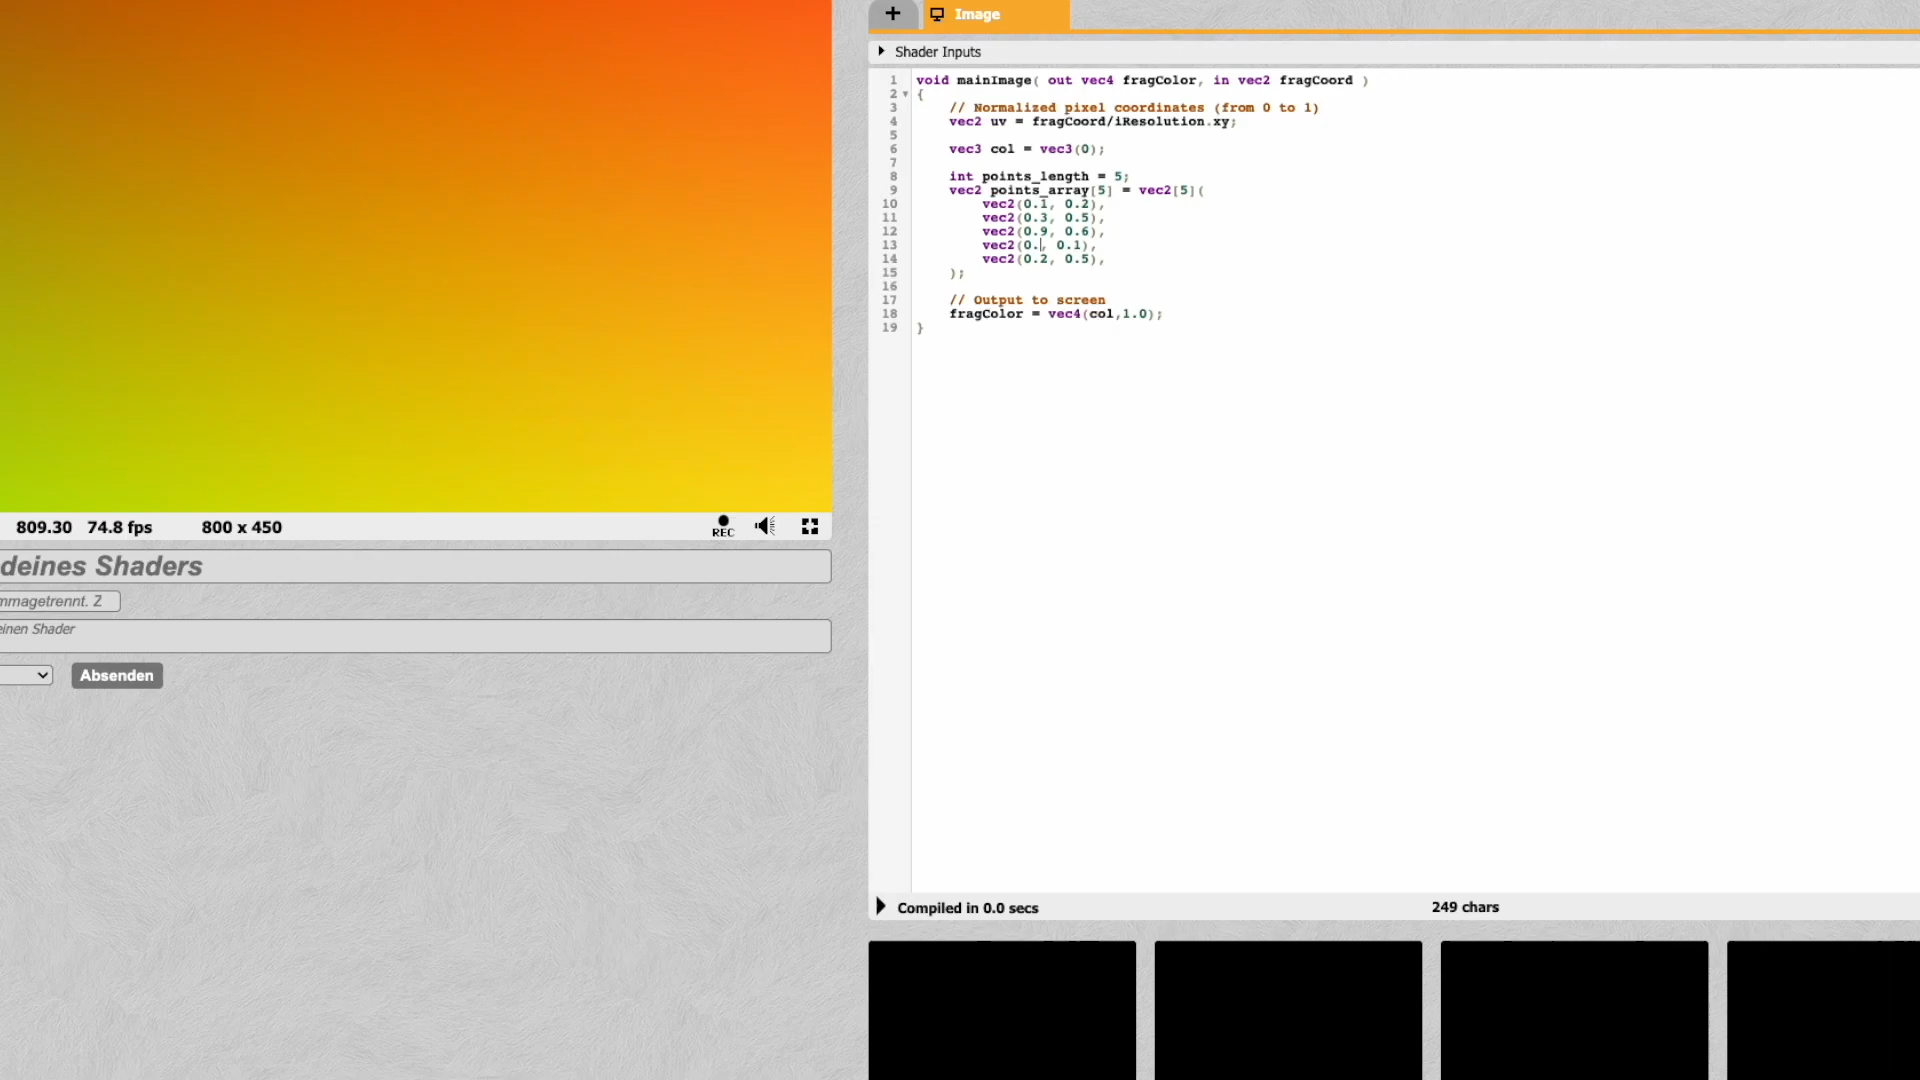 + Image
Shader Inputs
1 void mainImage( out vec4 fragColor, in vec2 fragCoord )
2 {
3 // Normalized pixel coordinates (from 0 to 1)
4 vec2 uv = fragCoord/iResolution.xy;
5
6 vec3 col = vec3(0);
7
8 int points_length = 5;
9 vec2 points_array[5] = vec2[5](
10 vec2(0.1, 0.2),
11 vec2(0.3, 0.5),
12 vec2(0.9, 0.6),
13 vec2(0., 0.1),
14 vec2(0.2, 0.5),
15 );
16
17 // Output to screen
18 fragColor = vec4(col,1.0);
19 }
809.30 74.8 fps 800 x 450 REC
deines Shaders
mmagetrennt. Z
einen Shader
Absenden
Compiled in 0.0 secs 249 chars